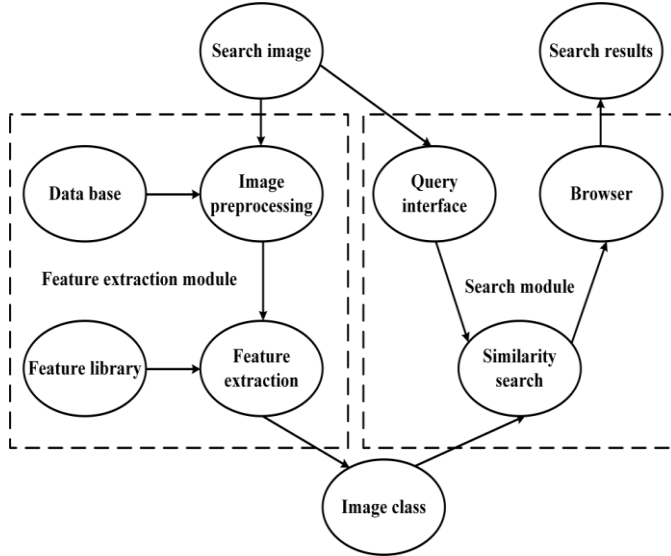 Search image
Search results
Data base
Image
preprocessing
Query
interface
Browser
Feature extraction module
Search module
Feature library
Feature
extraction
Similarity
search
Image class